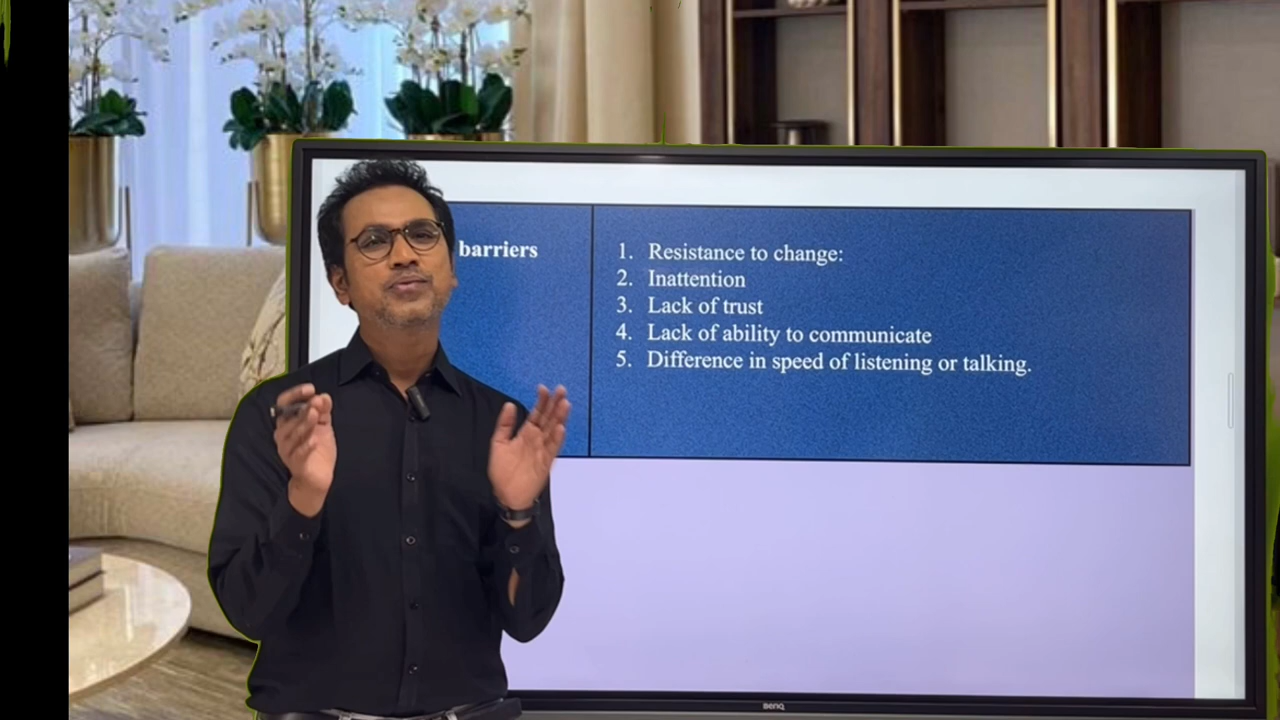 barriers
1. Resistance to change:
2. Inattention
3. Lack of trust
4. Lack of ability to communicate
5. Difference in speed of listening or talking.
BenQ